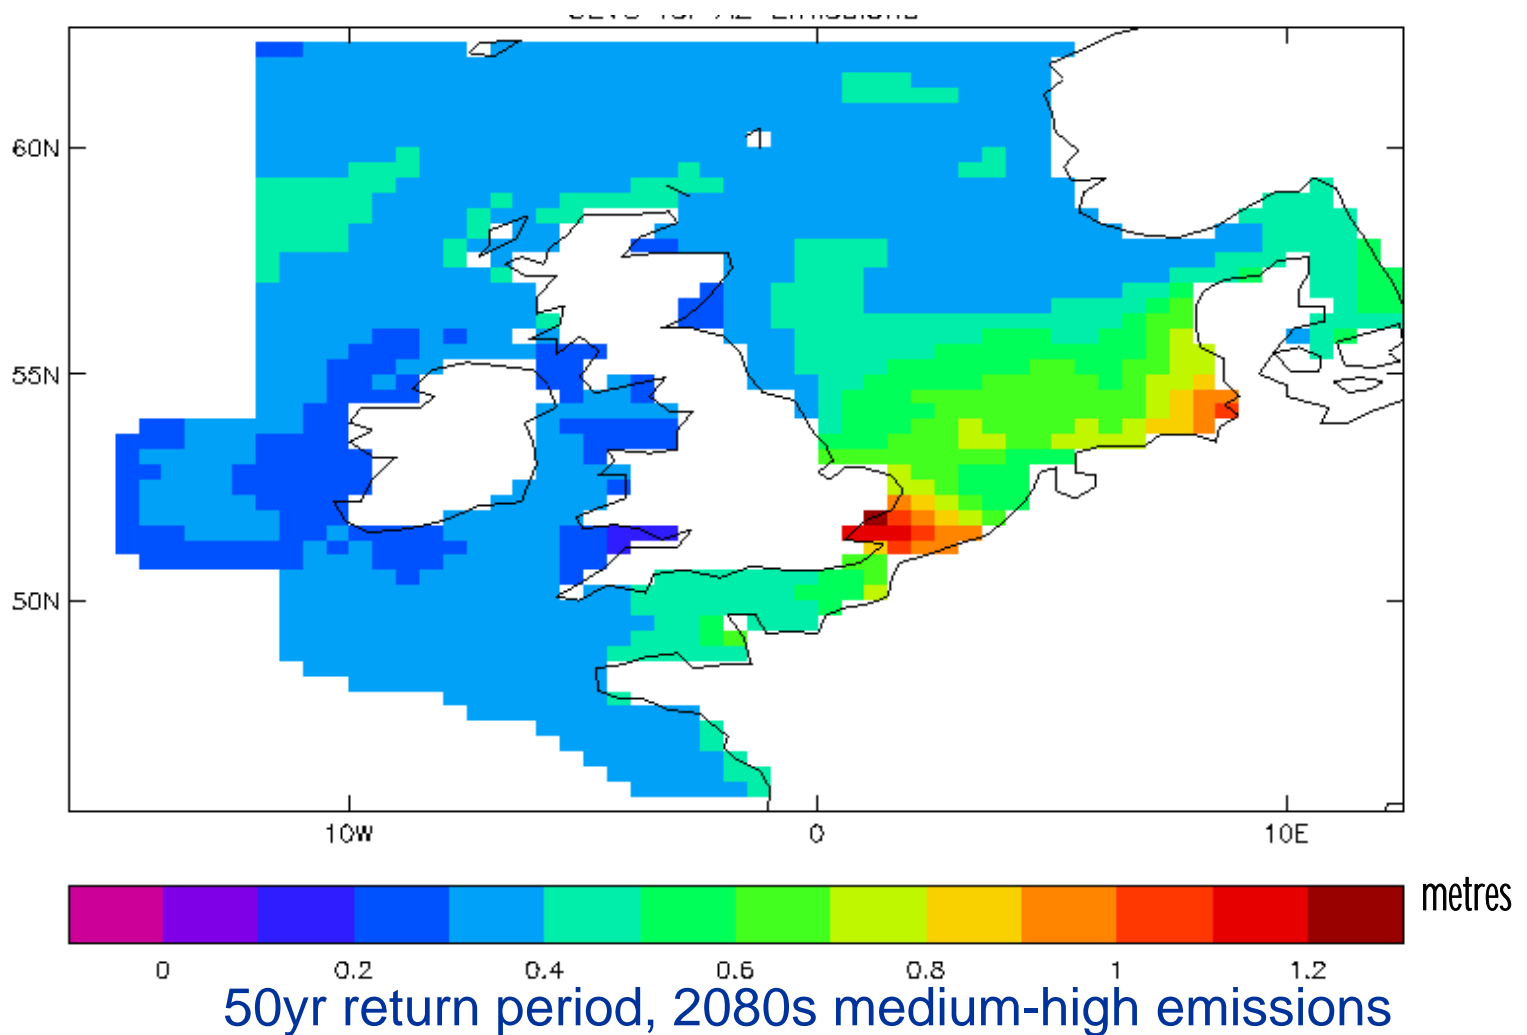 60N
55N
50N
10W 0 10E
metres
0 0.2 0.4 0.6 0.8 1 1.2
50yr return period, 2080s medium-high emissions